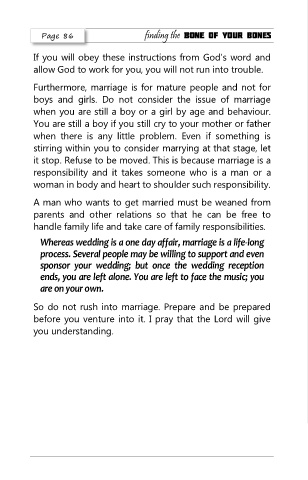 Page 86
finding the BONE OF YOUR BONES
If you will obey these instructions from God's word and
allow God to work for you, you will not run into trouble.
Furthermore, marriage is for mature people and not for
boys and girls. Do not consider the issue of marriage
when you are still a boy or a girl by age and behaviour.
You are still a boy if you still cry to your mother or father
when there is any little problem. Even if something is
stirring within you to consider marrying at that stage, let
it stop. Refuse to be moved. This is because marriage is a
responsibility and it takes someone who is a man or a
woman in body and heart to shoulder such responsibility.
A man who wants to get married must be weaned from
parents and other relations so that he can be free to
handle family life and take care of family responsibilities.
Whereas wedding is a one day affair, marriage is a life-long
process. Several people may be willing to support and even
sponsor your wedding; but once the wedding reception
ends, you are left alone. You are left to face the music; you
are on your own.
So do not rush into marriage. Prepare and be prepared
before you venture into it. I pray that the Lord will give
you understanding.